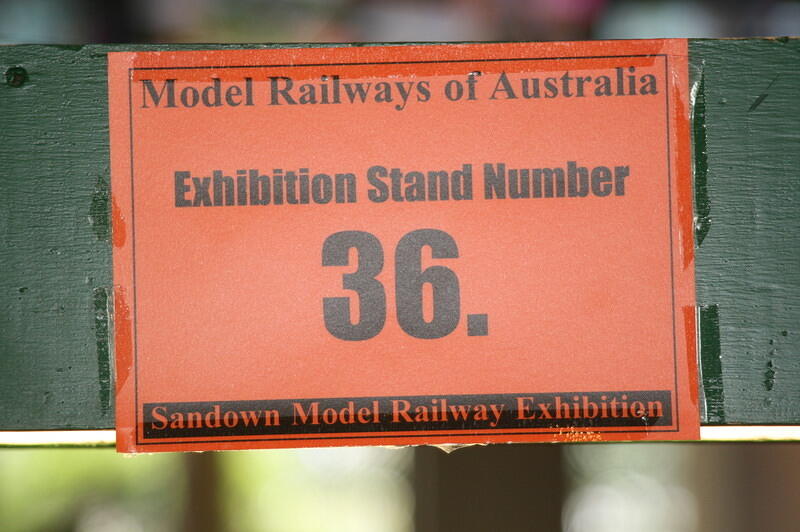 Model Railways of Australia
Exhibition Stand Number
36.
Sandown Model Railway Exhibition